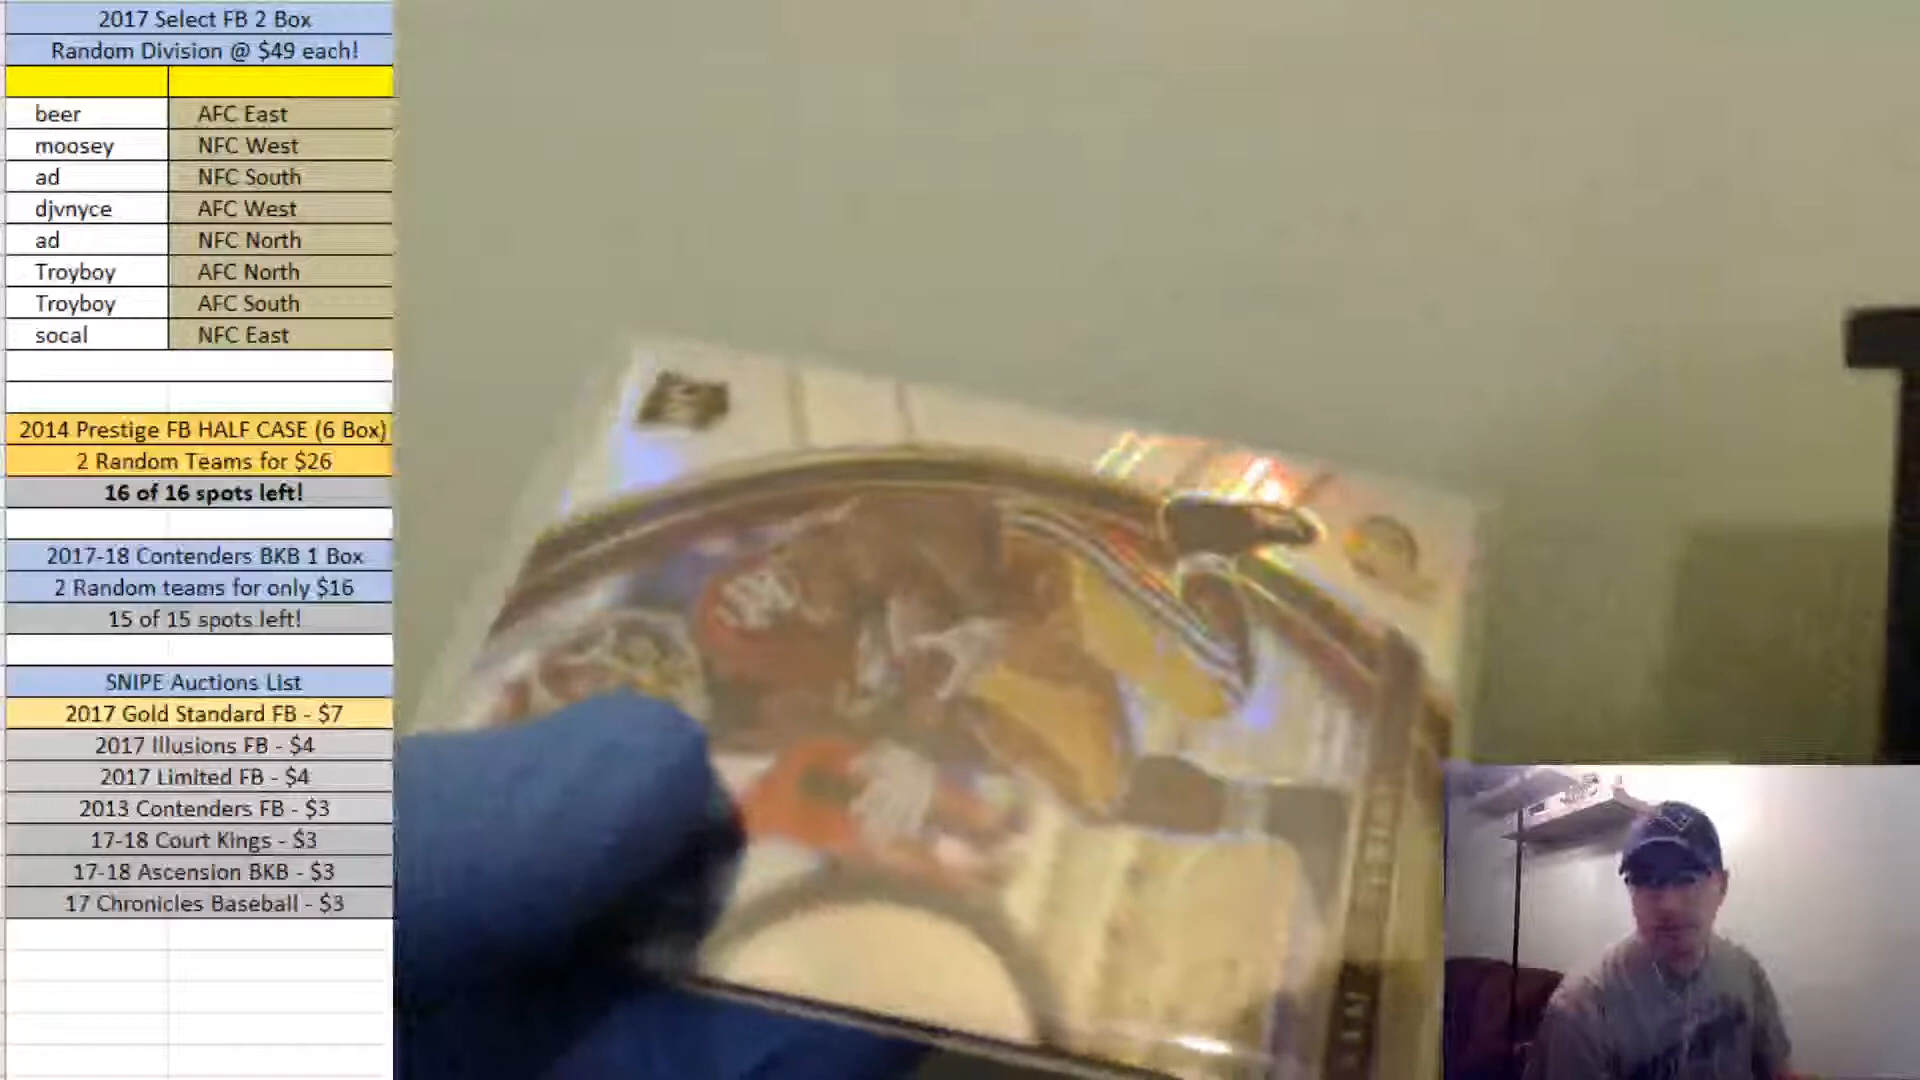 2017 Select FB 2 Box
Random Division @ $49 each!
beer AFC East
moosey NFC West
ad NFC South
djvnyce AFC West
ad NFC North
Troyboy AFC North
Troyboy AFC South
socal NFC East
2014 Prestige FB HALF CASE (6 Box)
2 Random Teams for $26
16 of 16 spots left!
2017-18 Contenders BKB 1 Box
2 Random teams for only $16
15 of 15 spots left!
SNIPE Auctions List
2017 Gold Standard FB - $7
2017 Illusions FB - $4
2017 Limited FB - $4
2013 Contenders FB - $3
17-18 Court Kings - $3
17-18 Ascension BKB - $3
17 Chronicles Baseball - $3